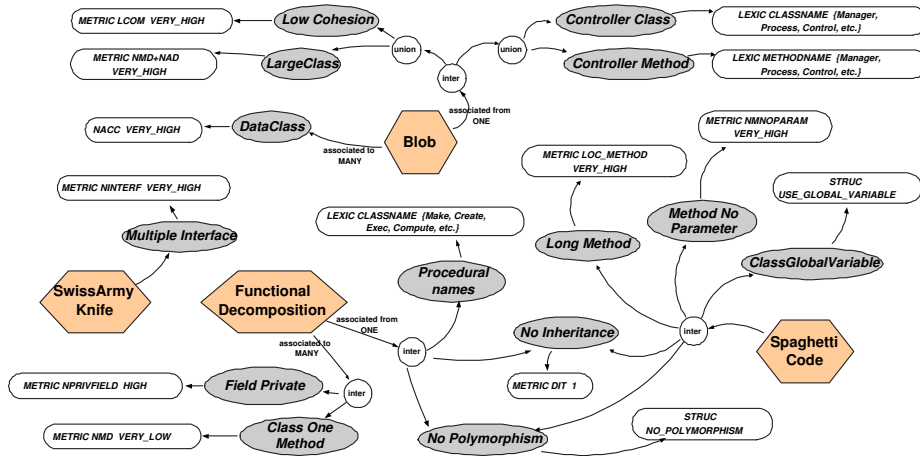 METRIC LCOM VERY_HIGH
Low Cohesion
Controller Class
LEXIC CLASSNAME {Manager,
Process, Control, etc.}
union
union
METRIC NMD+NAD
VERY_HIGH
LargeClass
Controller Method
LEXIC METHODNAME {Manager,
Process, Control, etc.}
inter
associated from
ONE
NACC VERY_HIGH
DataClass
associated to
MANY
Blob
METRIC NMNOPARAM
VERY_HIGH
METRIC LOC_METHOD
VERY_HIGH
METRIC NINTERF VERY_HIGH
STRUC
USE_GLOBAL_VARIABLE
LEXIC CLASSNAME {Make, Create,
Exec, Compute, etc.}
Method No
Parameter
Multiple Interface
Long Method
ClassGlobalVariable
Procedural
names
SwissArmy
Knife
Functional
Decomposition
associated from
ONE
No Inheritance
inter
associated to
MANY
inter
Spaghetti
Code
METRIC NPRIVFIELD HIGH
Field Private
inter
METRIC DIT 1
METRIC NMD VERY_LOW
Class One
Method
No Polymorphism
STRUC
NO_POLYMORPHISM